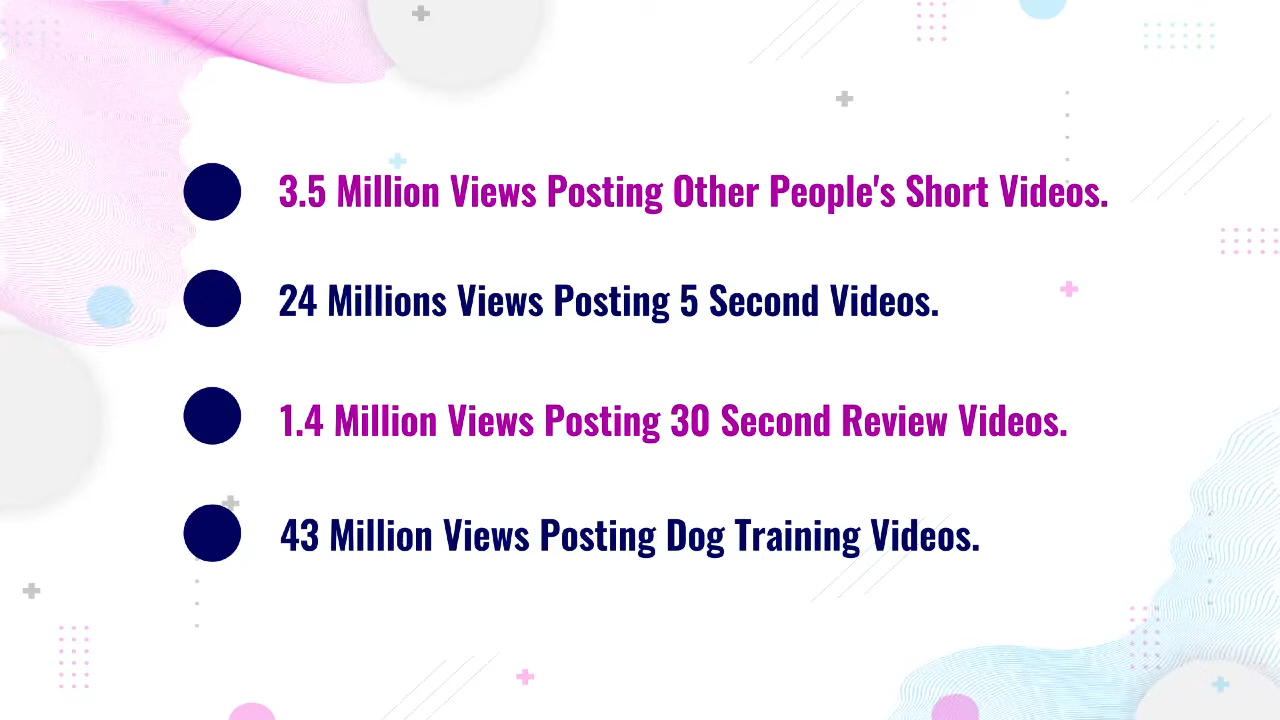 3.5 Million Views Posting Other People's Short Videos.
24 Millions Views Posting 5 Second Videos.
1.4 Million Views Posting 30 Second Review Videos.
43 Million Views Posting Dog Training Videos.